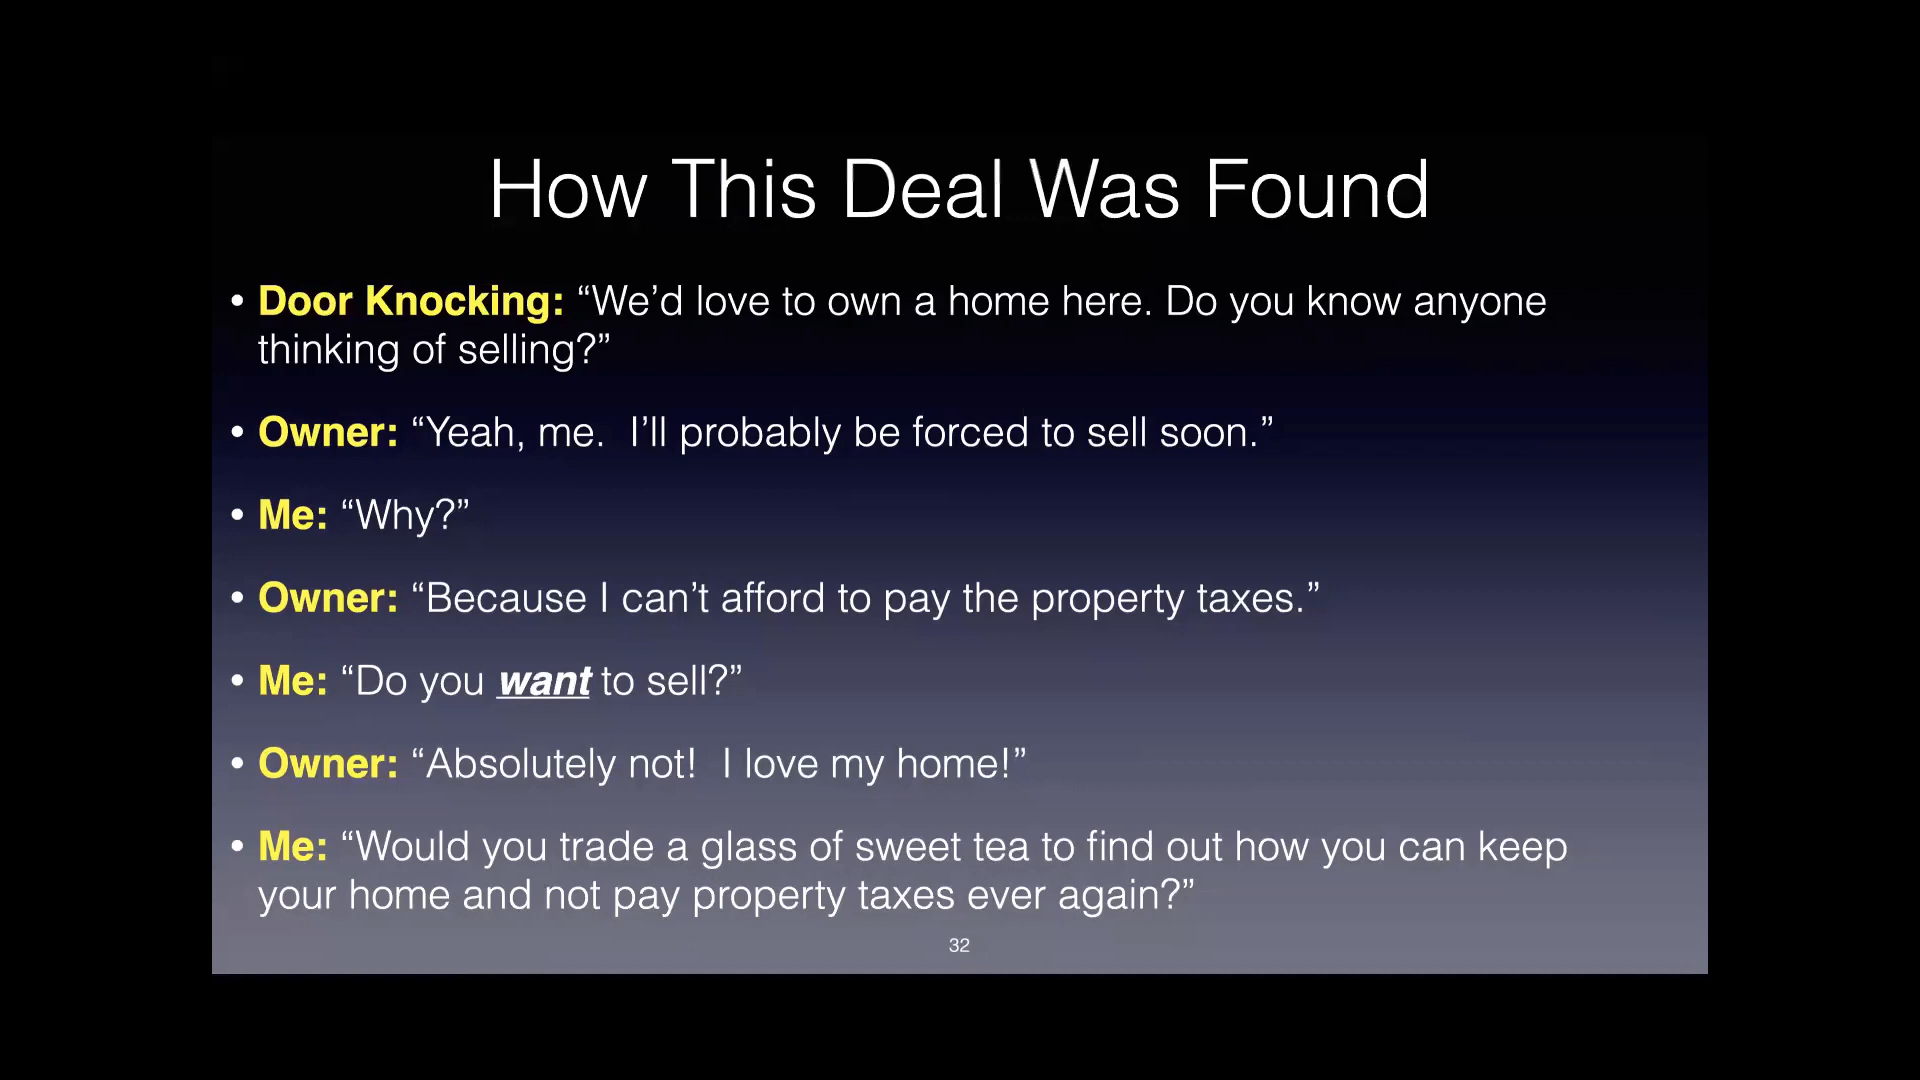 How This Deal Was Found
• Door Knocking: “We’d love to own a home here. Do you know anyone
thinking of selling?”
• Owner: “Yeah, me.  I’ll probably be forced to sell soon.”
• Me: “Why?”
• Owner: “Because I can’t afford to pay the property taxes.”
• Me: “Do you want to sell?”
• Owner: “Absolutely not!  I love my home!”
• Me: “Would you trade a glass of sweet tea to find out how you can keep
your home and not pay property taxes ever again?”
32